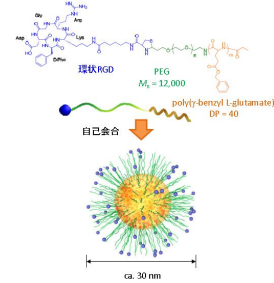 Gly
Arg
Asp
Lys
D-Phe
環状RGD
PEG
Mn = 12,000
poly(γ-benzyl L-glutamate)
DP = 40
自己会合
ca. 30 nm